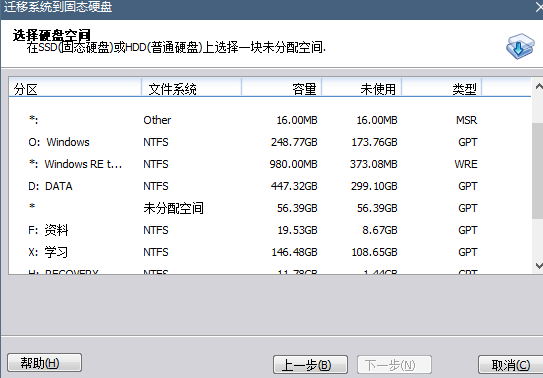 迁移系统到固态硬盘
选择硬盘空间
在SSD(固态硬盘)或HDD(普通硬盘)上选择一块未分配空间.
分区 文件系统 容量 未使用 类型
*: Other 16.00MB 16.00MB MSR
O: Windows NTFS 248.77GB 173.76GB GPT
*: Windows RE t... NTFS 980.00MB 373.08MB WRE
D: DATA NTFS 447.32GB 299.10GB GPT
* 未分配空间 56.39GB 56.39GB GPT
F: 资料 NTFS 19.53GB 8.67GB GPT
X: 学习 NTFS 146.48GB 108.65GB GPT
H: RECOVERY NTFS 11.78GB 1.44GB GPT
帮助(H) 上一步(B) 下一步(N) 取消(C)